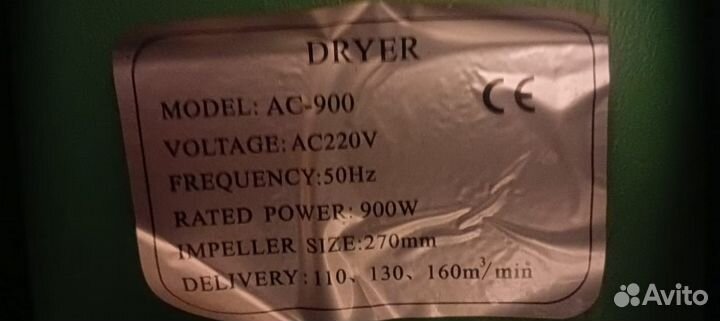 DRYER
MODEL: AC-900 CE
VOLTAGE:AC220V
FREQUENCY:50Hz
RATED POWER: 900W
IMPELLER SIZE:270mm
DELIVERY:110、130、160m³/min
Avito